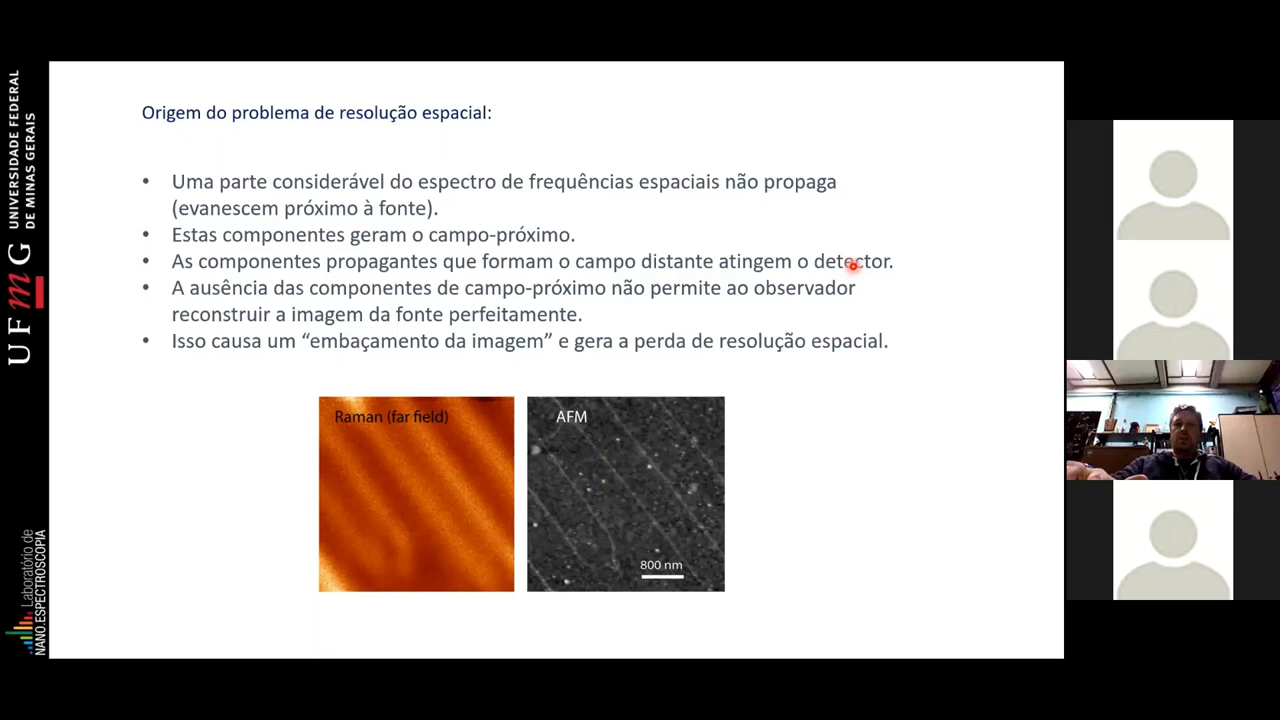 Origem do problema de resolução espacial:
• Uma parte considerável do espectro de frequências espaciais não propaga
(evanescem próximo à fonte).
• Estas componentes geram o campo-próximo.
• As componentes propagantes que formam o campo distante atingem o detector.
• A ausência das componentes de campo-próximo não permite ao observador
reconstruir a imagem da fonte perfeitamente.
• Isso causa um “embaçamento da imagem” e gera a perda de resolução espacial.
Raman (far field)
AFM
800 nm
UFmG
UNIVERSIDADE FEDERAL
DE MINAS GERAIS
Laboratório de
NANO.ESPECTROSCOPIA